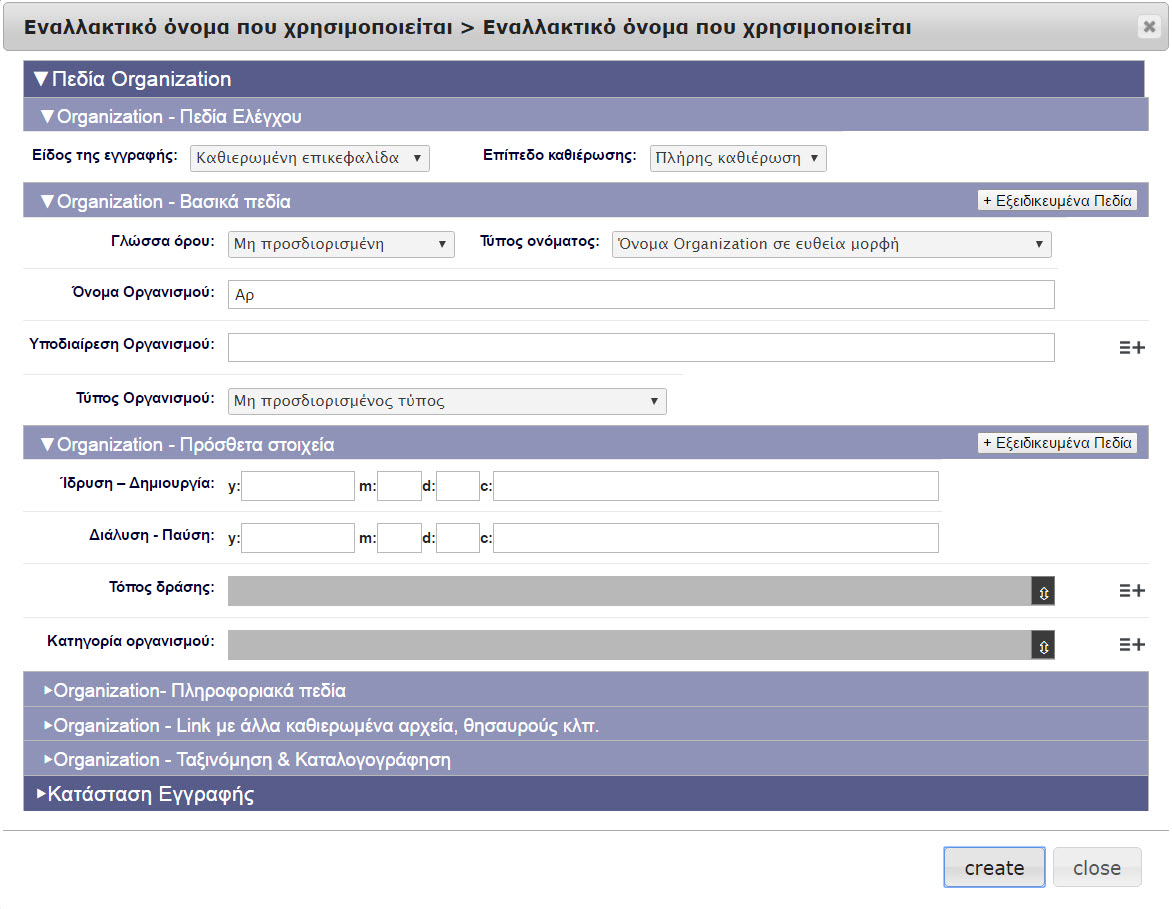 Εναλλακτικό όνομα που χρησιμοποιείται > Εναλλακτικό όνομα που χρησιμοποιείται
▼Πεδία Organization
▼Organization - Πεδία Ελέγχου
Είδος της εγγραφής: Καθιερωμένη επικεφαλίδα Επίπεδο καθιέρωσης: Πλήρης καθιέρωση
▼Organization - Βασικά πεδία + Εξειδικευμένα Πεδία
Γλώσσα όρου: Μη προσδιορισμένη Τύπος ονόματος: Όνομα Organization σε ευθεία μορφή
Όνομα Οργανισμού: Αρ
Υποδιαίρεση Οργανισμού:
Τύπος Οργανισμού: Μη προσδιορισμένος τύπος
▼Organization - Πρόσθετα στοιχεία + Εξειδικευμένα Πεδία
Ίδρυση – Δημιουργία: y: m: d: c:
Διάλυση - Παύση: y: m: d: c:
Τόπος δράσης:
Κατηγορία οργανισμού:
▸Organization- Πληροφοριακά πεδία
▸Organization - Link με άλλα καθιερωμένα αρχεία, θησαυρούς κλπ.
▸Organization - Ταξινόμηση & Καταλογογράφηση
▸Κατάσταση Εγγραφής
create close